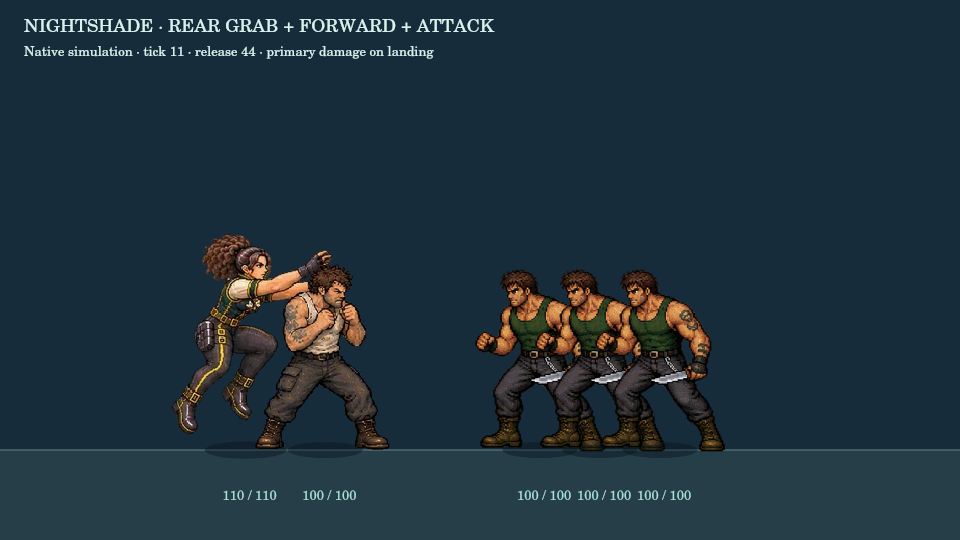 NIGHTSHADE · REAR GRAB + FORWARD + ATTACK
Native simulation · tick 11 · release 44 · primary damage on landing
110 / 110 100 / 100 100 / 100 100 / 100 100 / 100